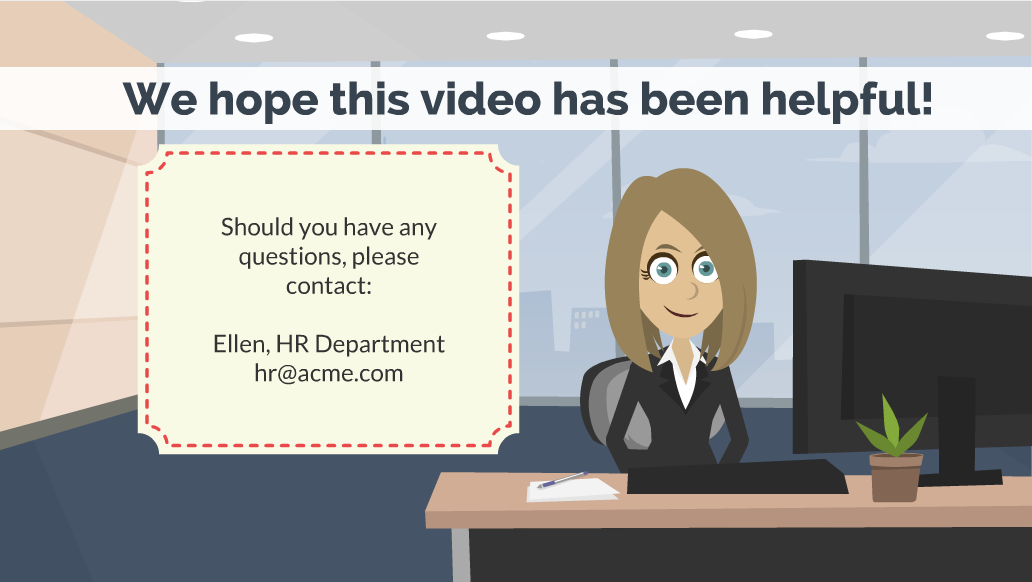 We hope this video has been helpful!
Should you have any
questions, please
contact:
Ellen, HR Department
hr@acme.com